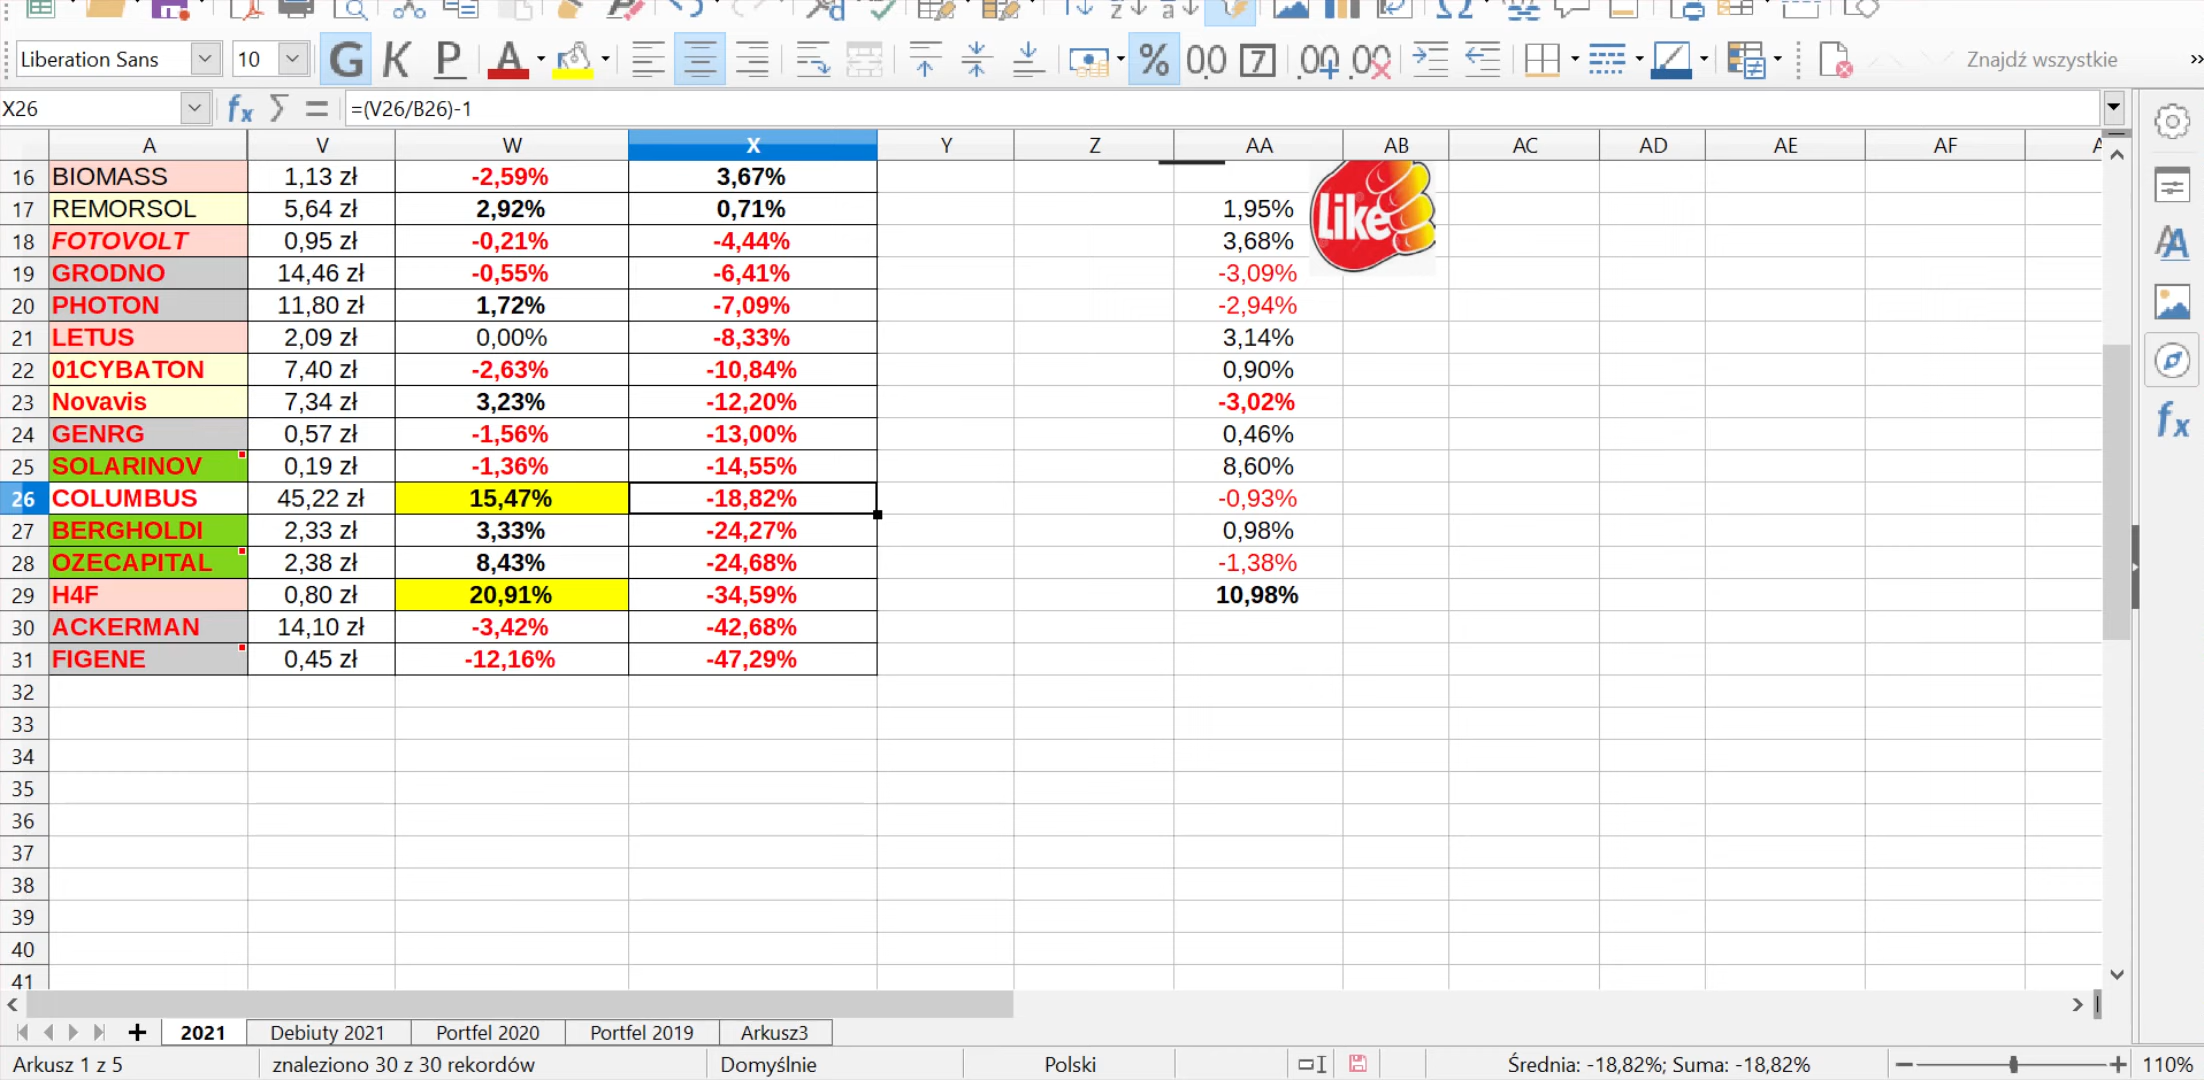 Liberation Sans 10 G K P A % 0,0 7 .00 .00 Znajdź wszystkie
X26 fx Σ = =(V26/B26)-1
A V W X Y Z AA AB AC AD AE AF
16 BIOMASS 1,13 zł -2,59% 3,67%
17 REMORSOL 5,64 zł 2,92% 0,71% 1,95%
Like
18 FOTOVOLT 0,95 zł -0,21% -4,44% 3,68%
19 GRODNO 14,46 zł -0,55% -6,41% -3,09%
20 PHOTON 11,80 zł 1,72% -7,09% -2,94%
21 LETUS 2,09 zł 0,00% -8,33% 3,14%
22 01CYBATON 7,40 zł -2,63% -10,84% 0,90%
23 Novavis 7,34 zł 3,23% -12,20% -3,02%
24 GENRG 0,57 zł -1,56% -13,00% 0,46%
25 SOLARINOV 0,19 zł -1,36% -14,55% 8,60%
26 COLUMBUS 45,22 zł 15,47% -18,82% -0,93%
27 BERGHOLDI 2,33 zł 3,33% -24,27% 0,98%
28 OZECAPITAL 2,38 zł 8,43% -24,68% -1,38%
29 H4F 0,80 zł 20,91% -34,59% 10,98%
30 ACKERMAN 14,10 zł -3,42% -42,68%
31 FIGENE 0,45 zł -12,16% -47,29%
32
33
34
35
36
37
38
39
40
41
2021 Debiuty 2021 Portfel 2020 Portfel 2019 Arkusz3
Arkusz 1 z 5 znaleziono 30 z 30 rekordów Domyślnie Polski Średnia: -18,82%; Suma: -18,82% 110%